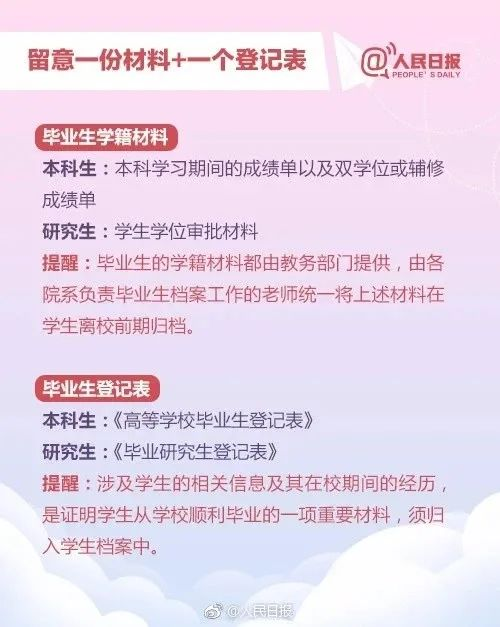 留意一份材料+一个登记表
@人民日报
PEOPLE'S DAILY
毕业生学籍材料
本科生：本科学习期间的成绩单以及双学位或辅修
成绩单
研究生：学生学位审批材料
提醒：毕业生的学籍材料都由教务部门提供，由各
院系负责毕业生档案工作的老师统一将上述材料在
学生离校前期归档。
毕业生登记表
本科生：《高等学校毕业生登记表》
研究生：《毕业研究生登记表》
提醒：涉及学生的相关信息及其在校期间的经历，
是证明学生从学校顺利毕业的一项重要材料，须归
入学生档案中。
@人民日报